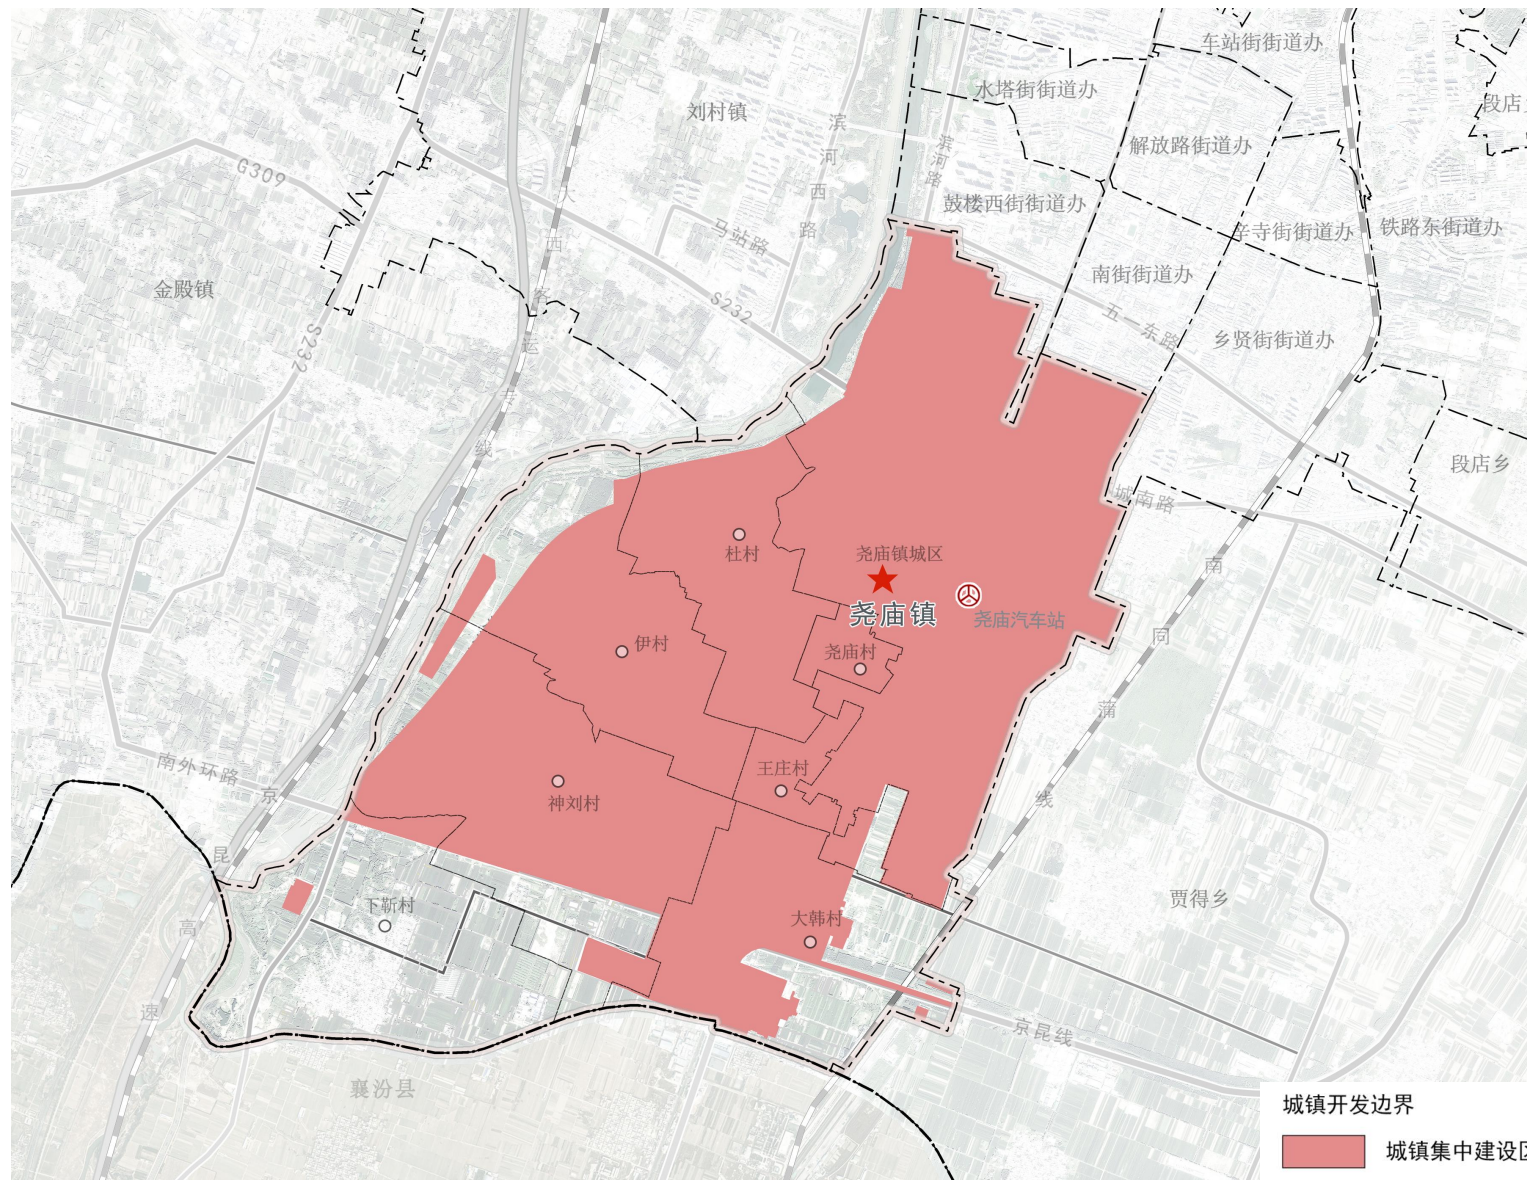 车站街街道办
水塔街街道办
段店
刘村镇
滨河西路
滨河路
解放路街道办
G309
大西客运专线
鼓楼西街街道办
马站路
辛寺街街道办
铁路东街街道办
金殿镇
南街街道办
S232
S232
五一东路
乡贤街街道办
段店乡
城南路
杜村
尧庙镇城区
尧庙镇
尧庙汽车站
南同蒲线
伊村
尧庙村
南外环路
王庄村
神刘村
京昆高速
下靳村
大韩村
贾得乡
京昆线
襄汾县
城镇开发边界
城镇集中建设区